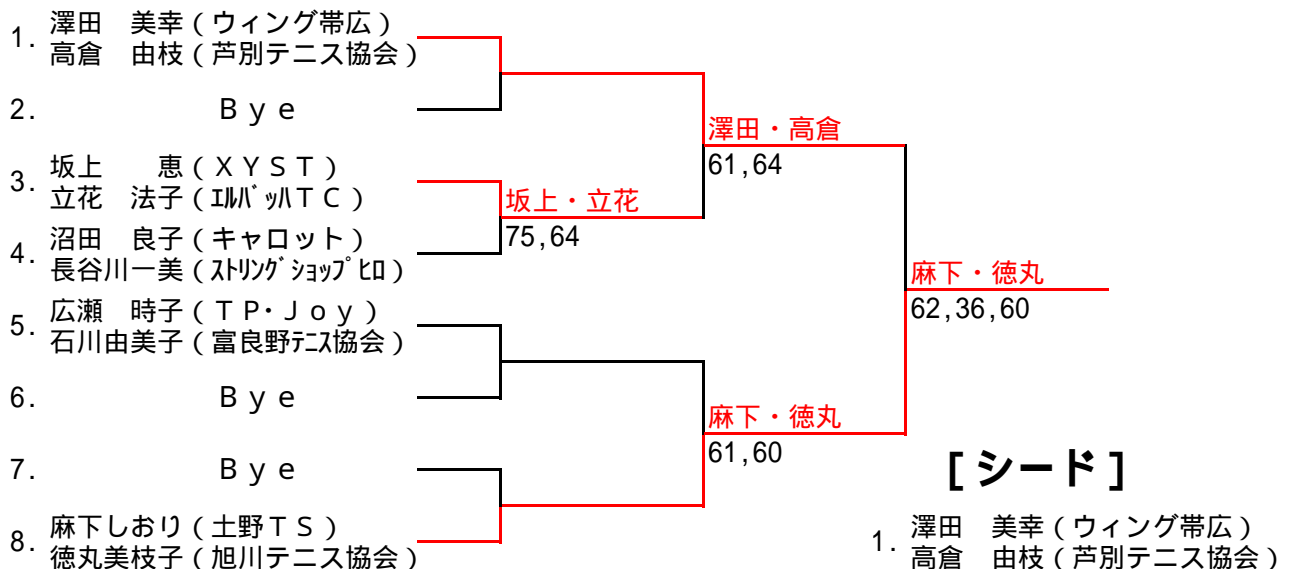 1. 澤田　美幸 ( ウィング帯広 )
高倉　由枝 ( 芦別テニス協会 )
2. Ｂｙｅ
3. 坂上　　恵 ( ＸＹＳＴ )
立花　法子 ( ｴﾙﾊﾞｯﾊＴＣ )
4. 沼田　良子 ( キャロット )
長谷川一美 ( ｽﾄﾘﾝｸﾞｼｮｯﾌﾟﾋﾛ )
5. 広瀬　時子 ( ＴＰ･Ｊｏｙ )
石川由美子 ( 富良野ﾃﾆｽ協会 )
6. Ｂｙｅ
7. Ｂｙｅ
8. 麻下しおり ( 土野ＴＳ )
徳丸美枝子 ( 旭川テニス協会 )
坂上・立花
75,64
澤田・高倉
61,64
麻下・徳丸
61,60
麻下・徳丸
62,36,60
[ シード ]
1. 澤田　美幸 ( ウィング帯広 )
高倉　由枝 ( 芦別テニス協会 )